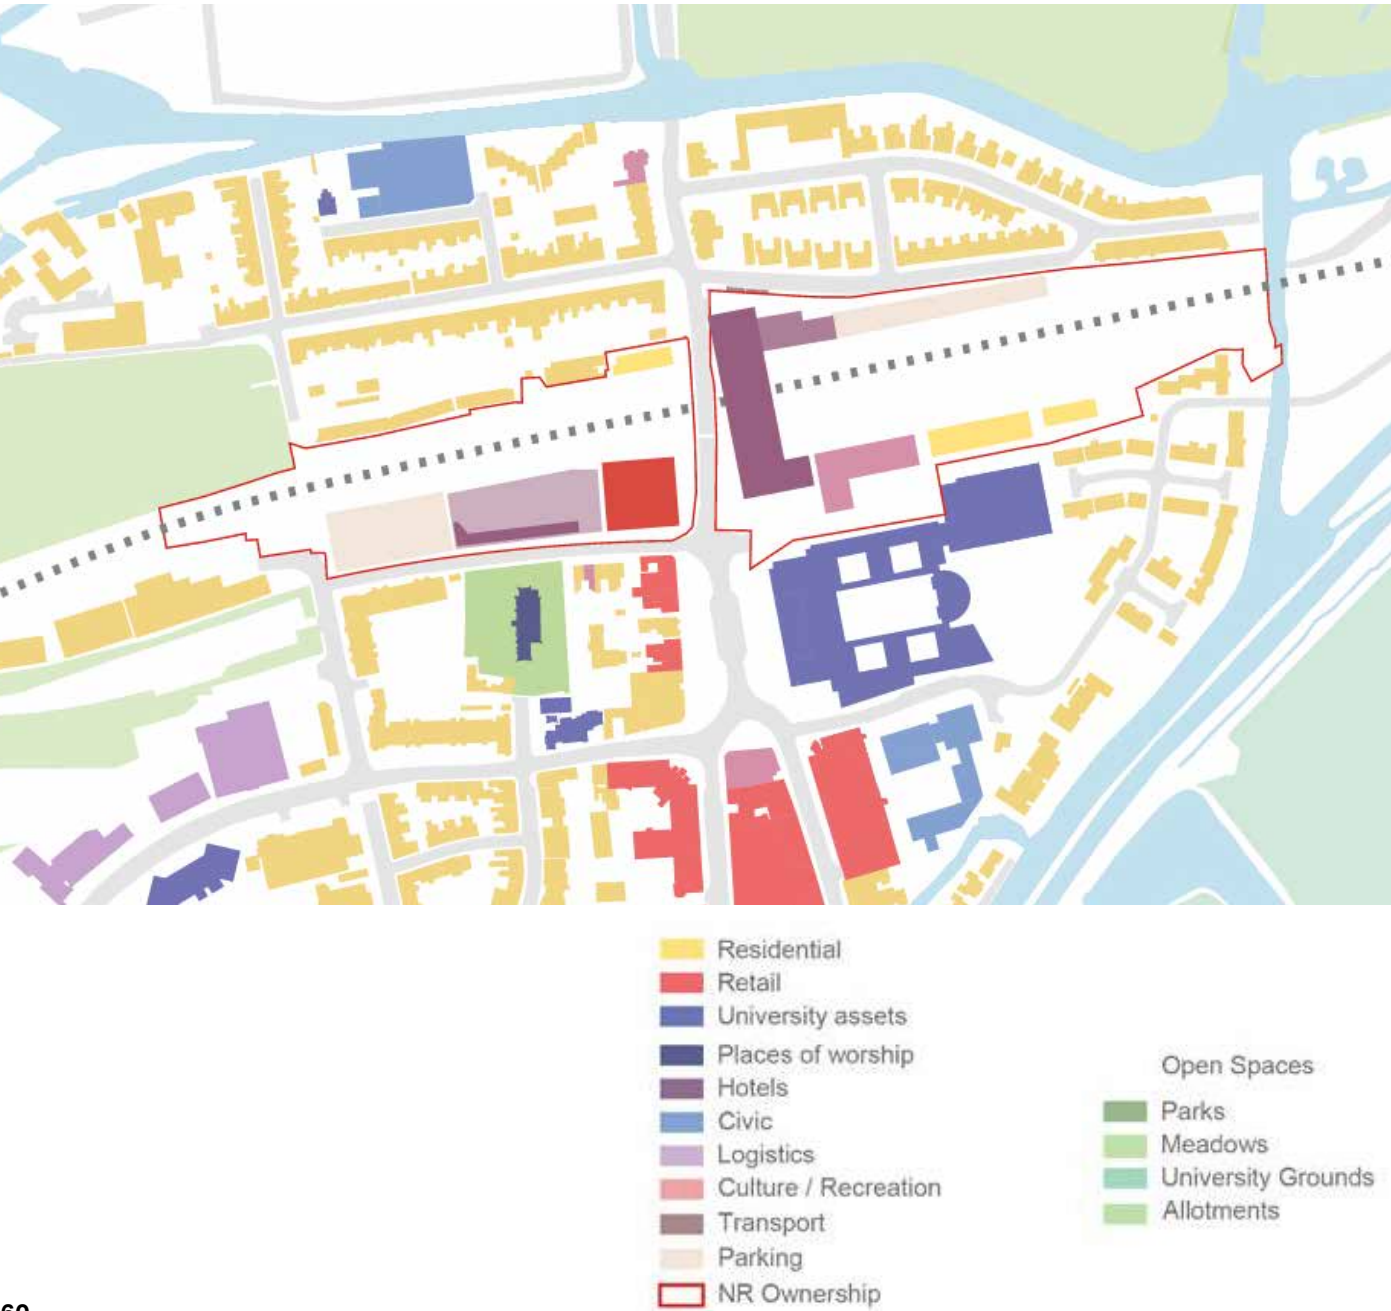 Residential
Retail
University assets
Places of worship
Hotels
Civic
Logistics
Culture / Recreation
Transport
Parking
NR Ownership
Open Spaces
Parks
Meadows
University Grounds
Allotments